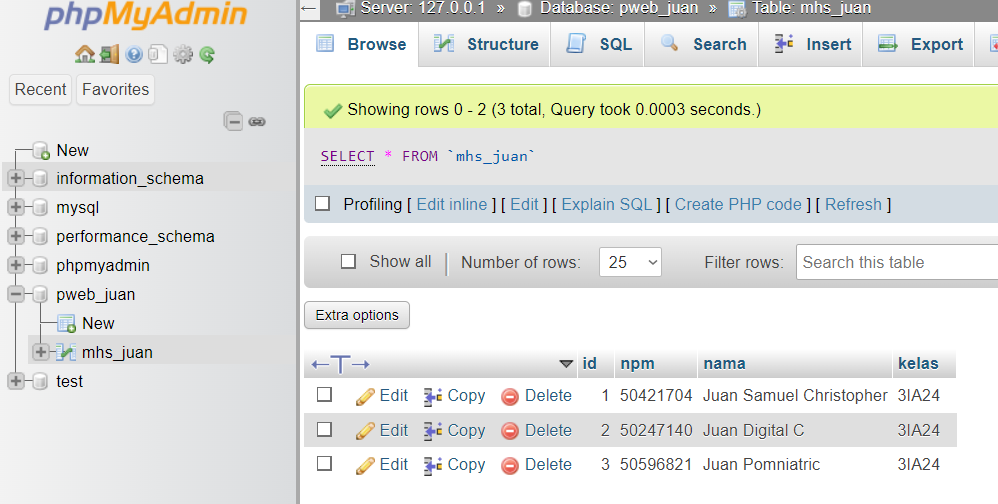 phpMyAdmin
Recent Favorites
New
information_schema
mysql
performance_schema
phpmyadmin
pweb_juan
New
mhs_juan
test
Server: 127.0.0.1 » Database: pweb_juan » Table: mhs_juan
Browse Structure SQL Search Insert Export
Showing rows 0 - 2 (3 total, Query took 0.0003 seconds.)
SELECT * FROM `mhs_juan`
Profiling [ Edit inline ] [ Edit ] [ Explain SQL ] [ Create PHP code ] [ Refresh ]
Show all Number of rows: 25 Filter rows: Search this table
Extra options
id npm nama kelas
Edit Copy Delete 1 50421704 Juan Samuel Christopher 3IA24
Edit Copy Delete 2 50247140 Juan Digital C 3IA24
Edit Copy Delete 3 50596821 Juan Pomniatric 3IA24